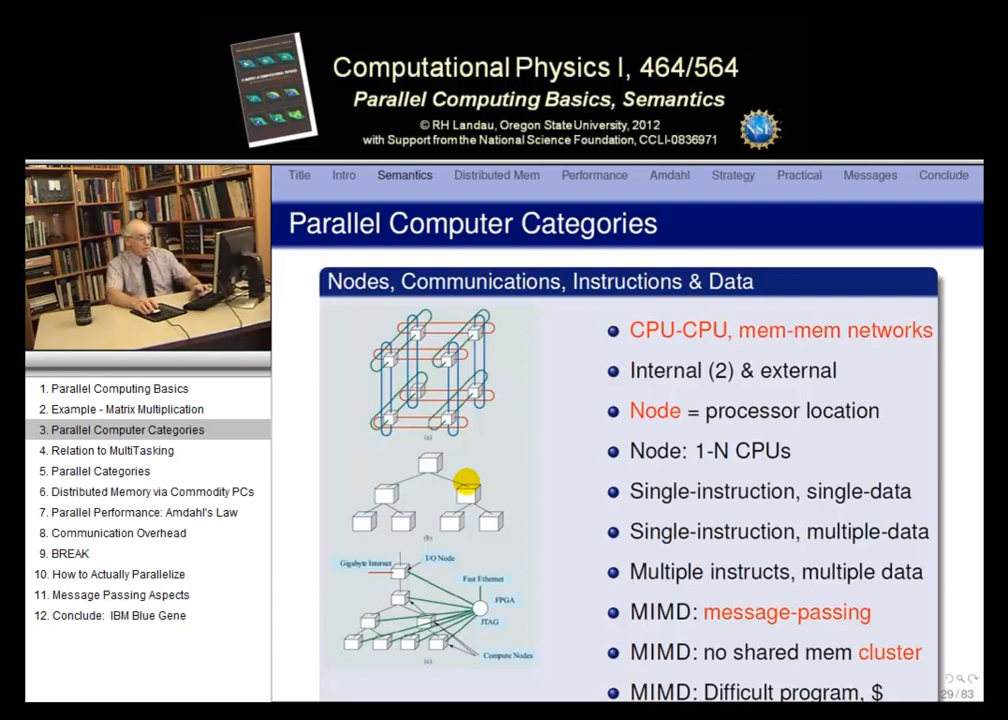 Computational Physics I, 464/564
Parallel Computing Basics, Semantics
© RH Landau, Oregon State University, 2012
with Support from the National Science Foundation, CCLI-0836971
NSF
Title Intro Semantics Distributed Mem Performance Amdahl Strategy Practical Messages Conclude
Parallel Computer Categories
Nodes, Communications, Instructions & Data
CPU-CPU, mem-mem networks
Internal (2) & external
Node = processor location
Node: 1-N CPUs
Single-instruction, single-data
Single-instruction, multiple-data
Multiple instructs, multiple data
MIMD: message-passing
MIMD: no shared mem cluster
MIMD: Difficult program, $
(a)
(b)
Gigabyte Internet
I/O Node
Fast Ethernet
FPGA
JTAG
Compute Nodes
(c)
29 / 83
1. Parallel Computing Basics
2. Example - Matrix Multiplication
3. Parallel Computer Categories
4. Relation to MultiTasking
5. Parallel Categories
6. Distributed Memory via Commodity PCs
7. Parallel Performance: Amdahl's Law
8. Communication Overhead
9. BREAK
10. How to Actually Parallelize
11. Message Passing Aspects
12. Conclude: IBM Blue Gene